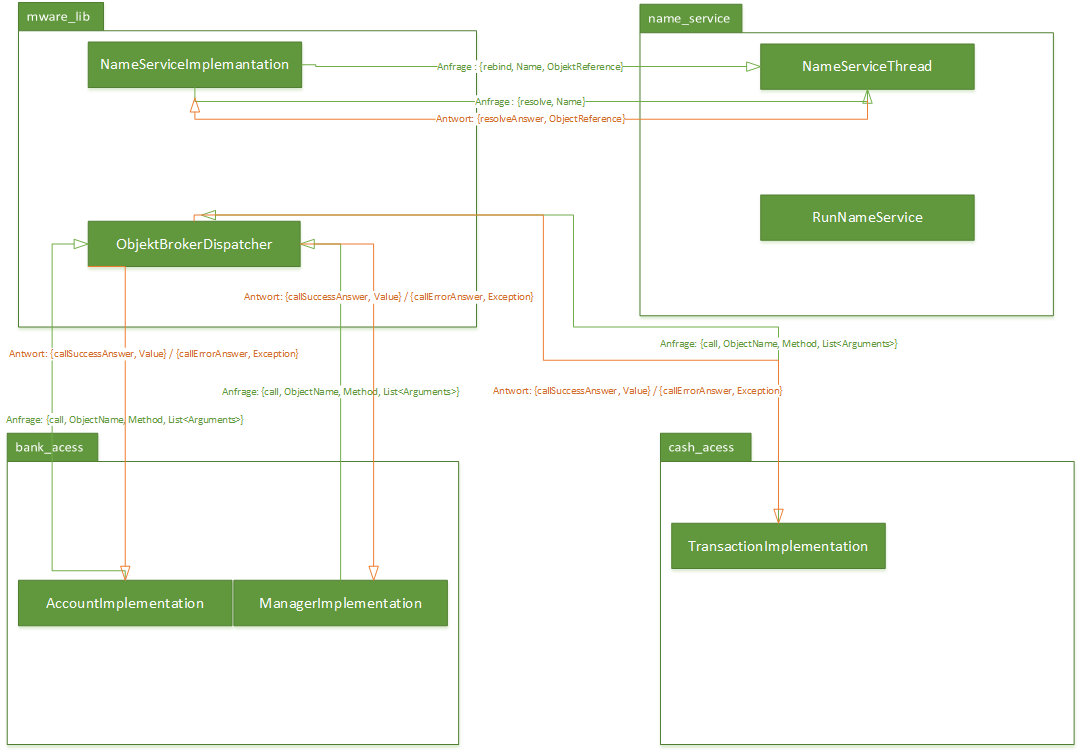 mware_lib
name_service
NameServiceImplemantation
Anfrage : {rebind, Name, ObjektReference}
NameServiceThread
Anfrage : {resolve, Name}
Antwort: {resolveAnswer, ObjectReference}
RunNameService
ObjektBrokerDispatcher
Antwort: {callSuccessAnswer, Value} / {callErrorAnswer, Exception}
Anfrage: {call, ObjectName, Method, List<Arguments>}
Antwort: {callSuccessAnswer, Value} / {callErrorAnswer, Exception}
Anfrage: {call, ObjectName, Method, List<Arguments>}
Antwort: {callSuccessAnswer, Value} / {callErrorAnswer, Exception}
Anfrage: {call, ObjectName, Method, List<Arguments>}
bank_acess
cash_acess
TransactionImplementation
AccountImplementation
ManagerImplementation